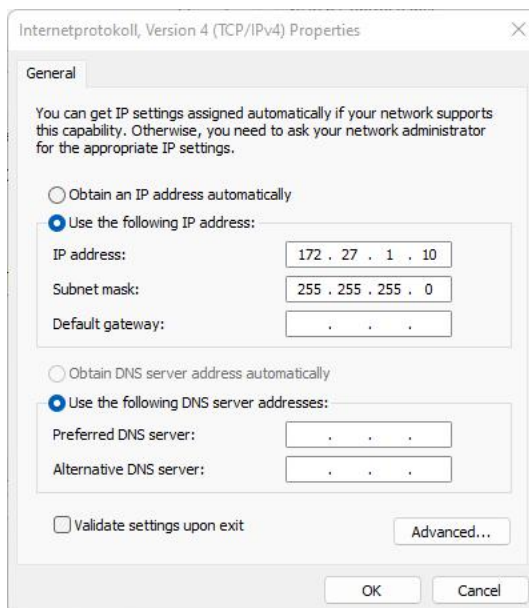 Internetprotokoll, Version 4 (TCP/IPv4) Properties
General
You can get IP settings assigned automatically if your network supports
this capability. Otherwise, you need to ask your network administrator
for the appropriate IP settings.
Obtain an IP address automatically
Use the following IP address:
IP address: 172 . 27 . 1 . 10
Subnet mask: 255 . 255 . 255 . 0
Default gateway: . . .
Obtain DNS server address automatically
Use the following DNS server addresses:
Preferred DNS server: . . .
Alternative DNS server: . . .
Validate settings upon exit
Advanced...
OK Cancel